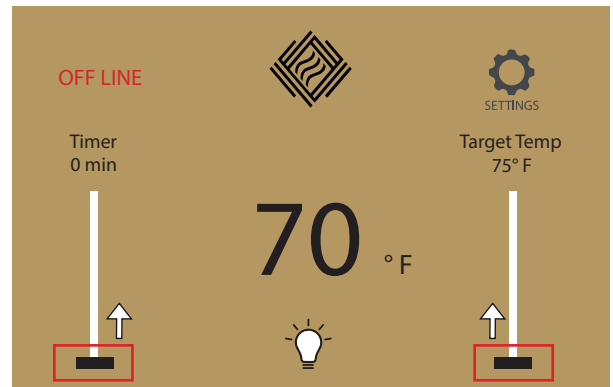 OFF LINE
SETTINGS
Timer
0 min
Target Temp
75° F
70 ° F